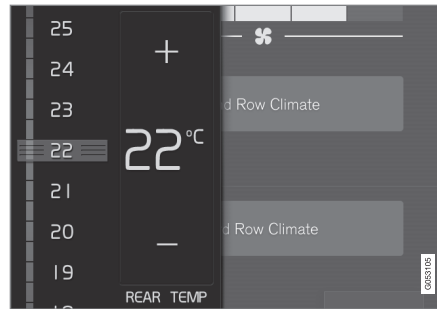 25
24
23
22
21
20
19
+
22°C
−
REAR TEMP
Row Climate
Row Climate
G053105